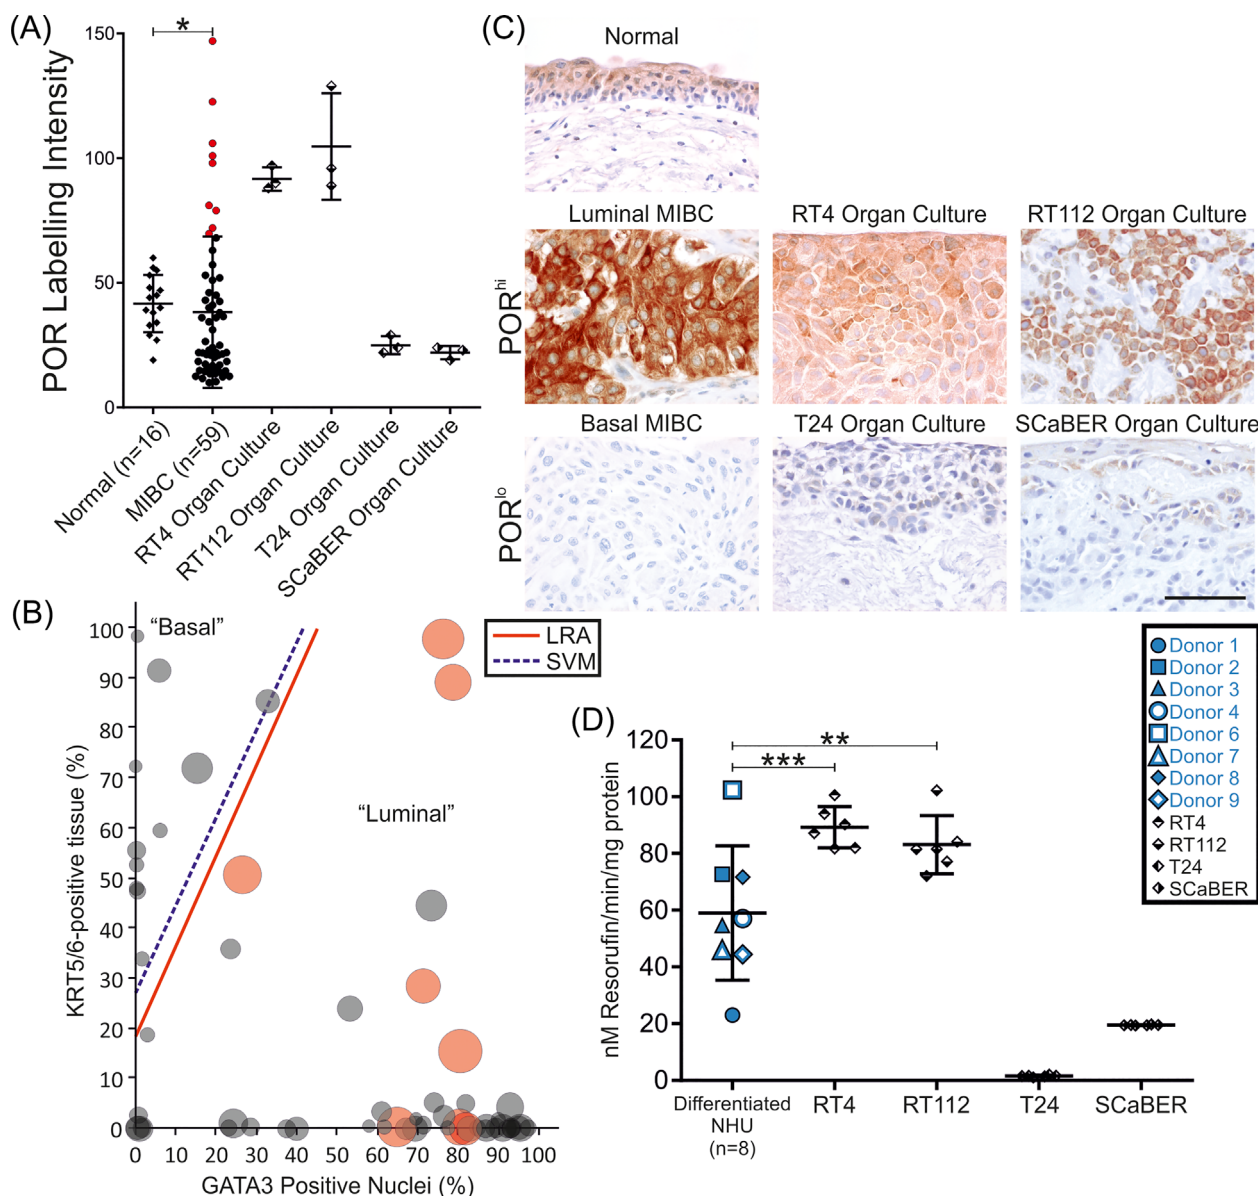 (A)
POR Labelling Intensity
150
100
50
0
*
Normal (n=16)
MIBC (n=59)
RT4 Organ Culture
RT112 Organ Culture
T24 Organ Culture
SCaBER Organ Culture
(C)
Normal
Luminal MIBC
RT4 Organ Culture
RT112 Organ Culture
PORhi
Basal MIBC
T24 Organ Culture
SCaBER Organ Culture
PORlo
(B)
KRT5/6-positive tissue (%)
100
90
80
70
60
50
40
30
20
10
0
“Basal”
“Luminal”
LRA
SVM
0 10 20 30 40 50 60 70 80 90 100
GATA3 Positive Nuclei (%)
(D)
nM Resorufin/min/mg protein
120
100
80
60
40
20
0
**
***
Differentiated
NHU
(n=8)
RT4
RT112
T24
SCaBER
Donor 1
Donor 2
Donor 3
Donor 4
Donor 6
Donor 7
Donor 8
Donor 9
RT4
RT112
T24
SCaBER